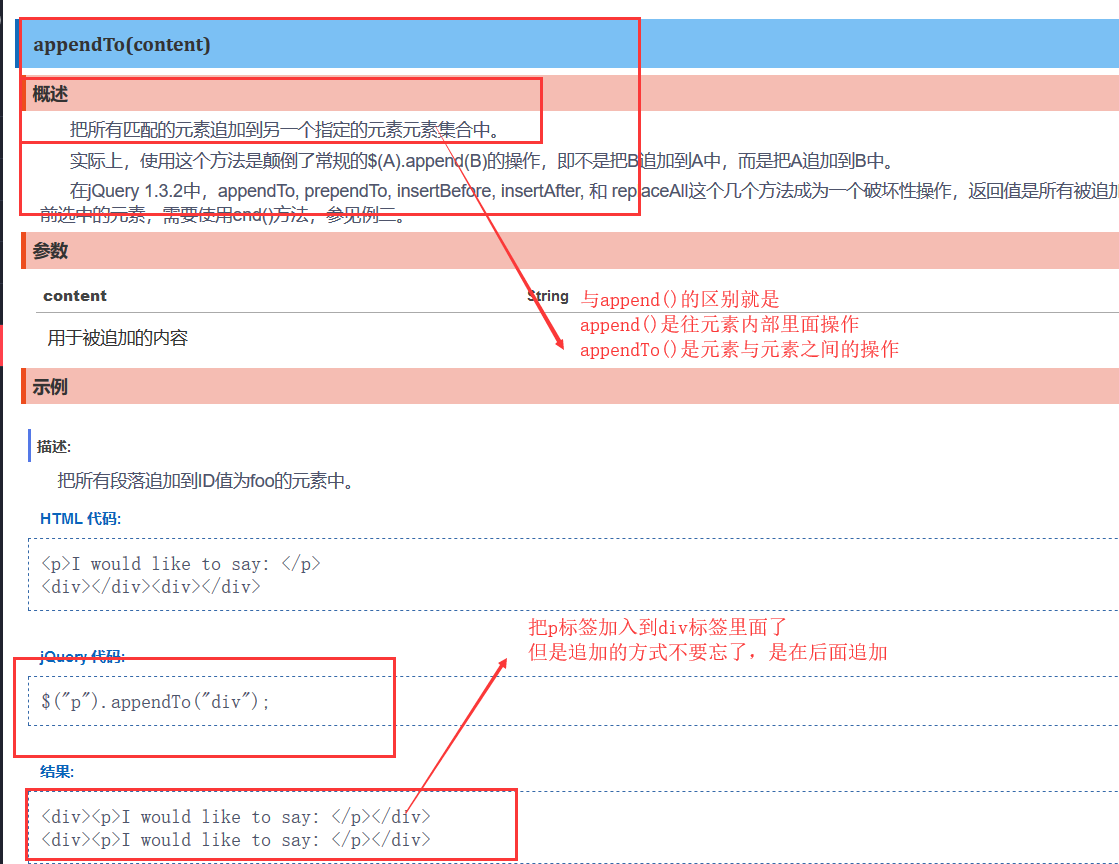 appendTo(content)
概述
把所有匹配的元素追加到另一个指定的元素元素集合中。
实际上，使用这个方法是颠倒了常规的$(A).append(B)的操作，即不是把B追加到A中，而是把A追加到B中。
在jQuery 1.3.2中，appendTo, prependTo, insertBefore, insertAfter, 和 replaceAll这个几个方法成为一个破坏性操作，返回值是所有被追加
前选中的元素，需要使用end()方法，参见例二。
参数
content String
与append()的区别就是
append()是往元素内部里面操作
用于被追加的内容
appendTo()是元素与元素之间的操作
示例
描述:
把所有段落追加到ID值为foo的元素中。
HTML 代码:
<p>I would like to say: </p>
<div></div><div></div>
把p标签加入到div标签里面了
但是追加的方式不要忘了，是在后面追加
jQuery 代码:
$("p").appendTo("div");
结果:
<div><p>I would like to say: </p></div>
<div><p>I would like to say: </p></div>